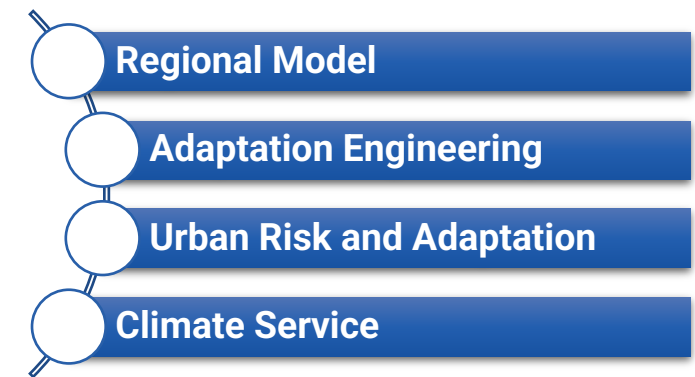 Regional Model
Adaptation Engineering
Urban Risk and Adaptation
Climate Service